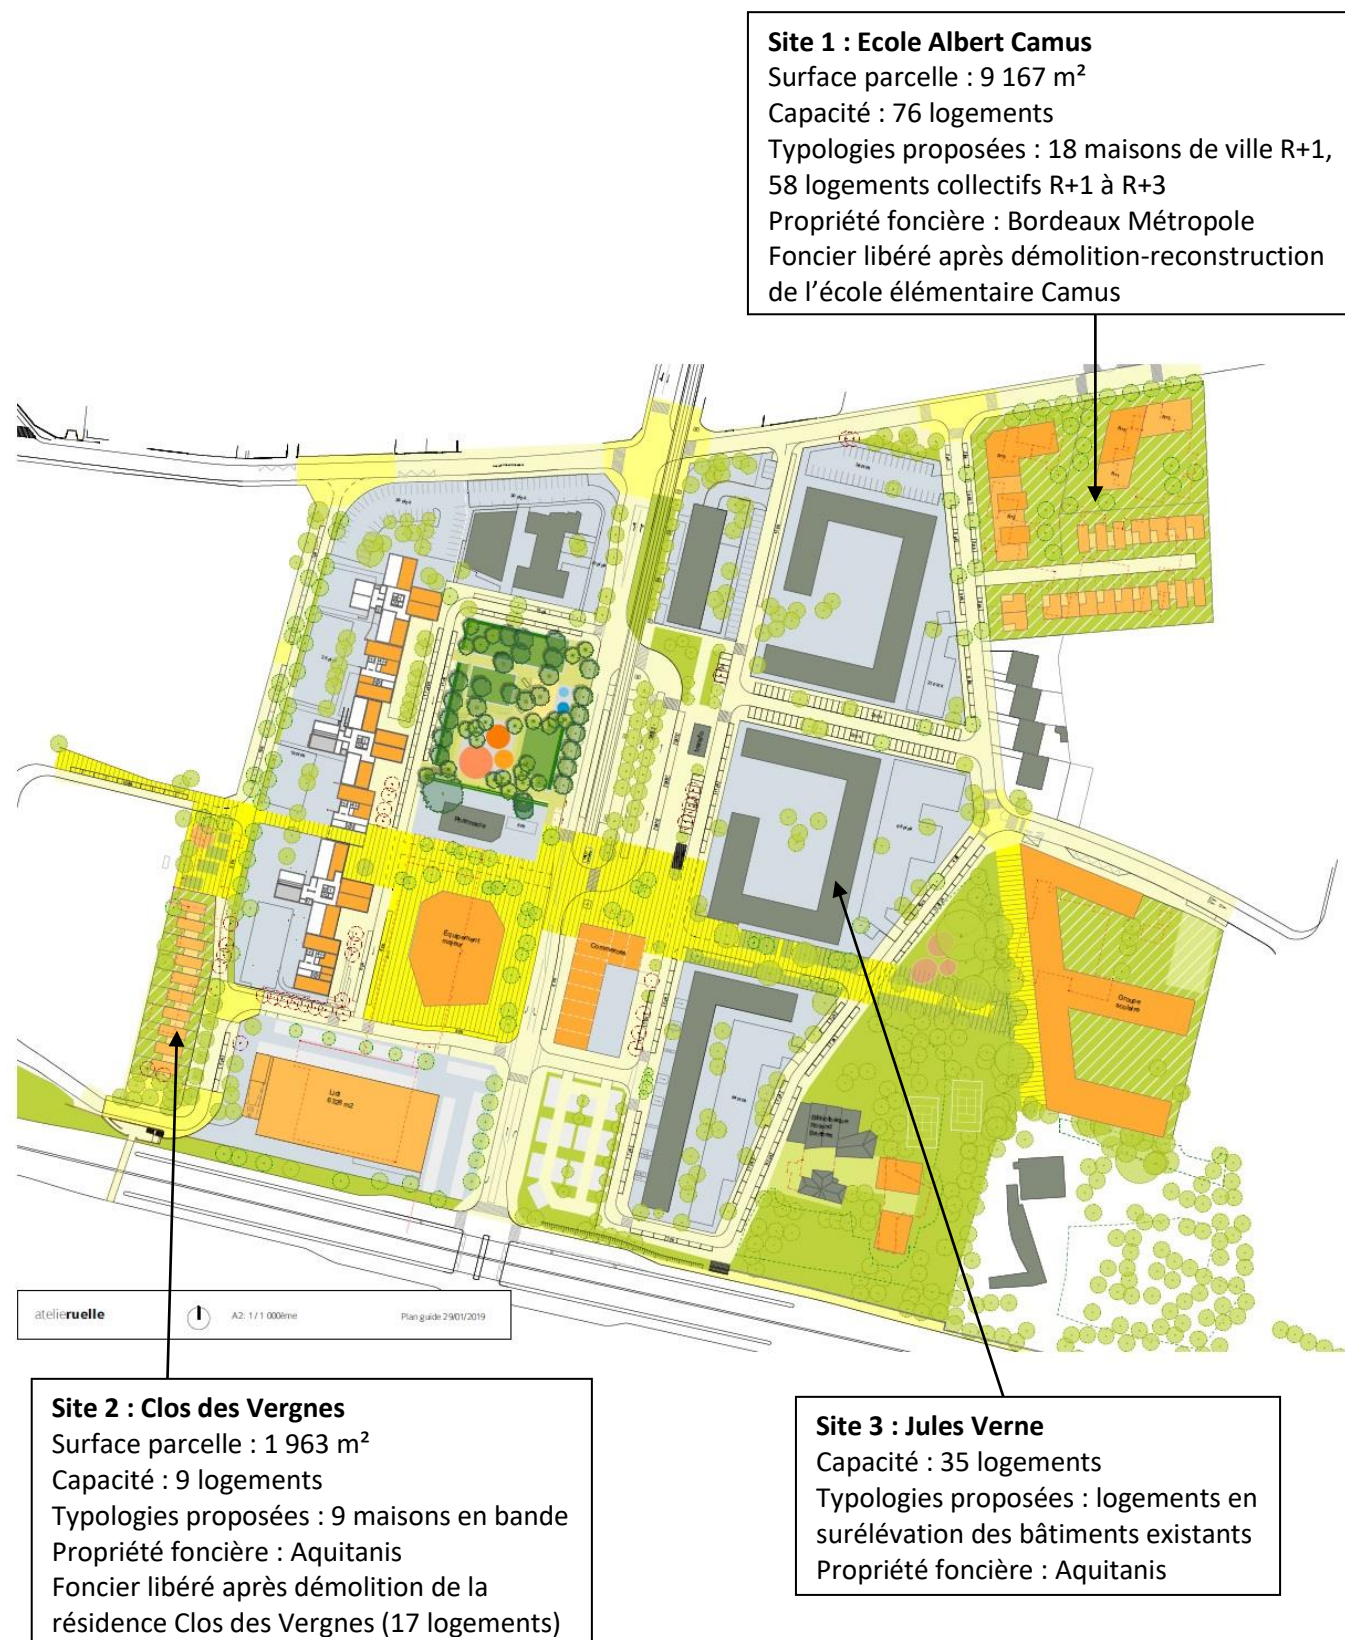 Site 1 : Ecole Albert Camus
Surface parcelle : 9 167 m²
Capacité : 76 logements
Typologies proposées : 18 maisons de ville R+1,
58 logements collectifs R+1 à R+3
Propriété foncière : Bordeaux Métropole
Foncier libéré après démolition-reconstruction
de l’école élémentaire Camus
Équipement
majeur
Commerces
Groupe
scolaire
Lidl
atelieruelle
A2: 1/1 000ème
Plan guide 29/01/2019
Site 2 : Clos des Vergnes
Surface parcelle : 1 963 m²
Capacité : 9 logements
Typologies proposées : 9 maisons en bande
Propriété foncière : Aquitanis
Foncier libéré après démolition de la
résidence Clos des Vergnes (17 logements)
Site 3 : Jules Verne
Capacité : 35 logements
Typologies proposées : logements en
surélévation des bâtiments existants
Propriété foncière : Aquitanis